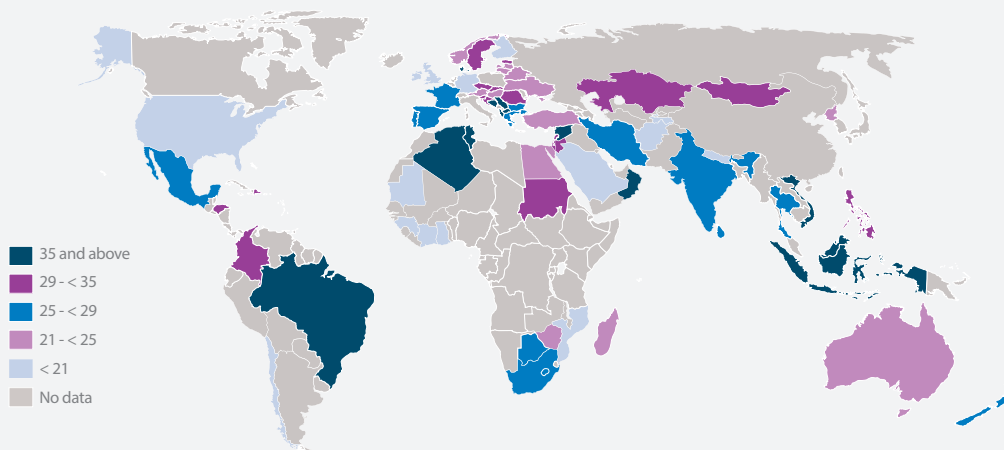 35 and above
29 - < 35
25 - < 29
21 - < 25
< 21
No data